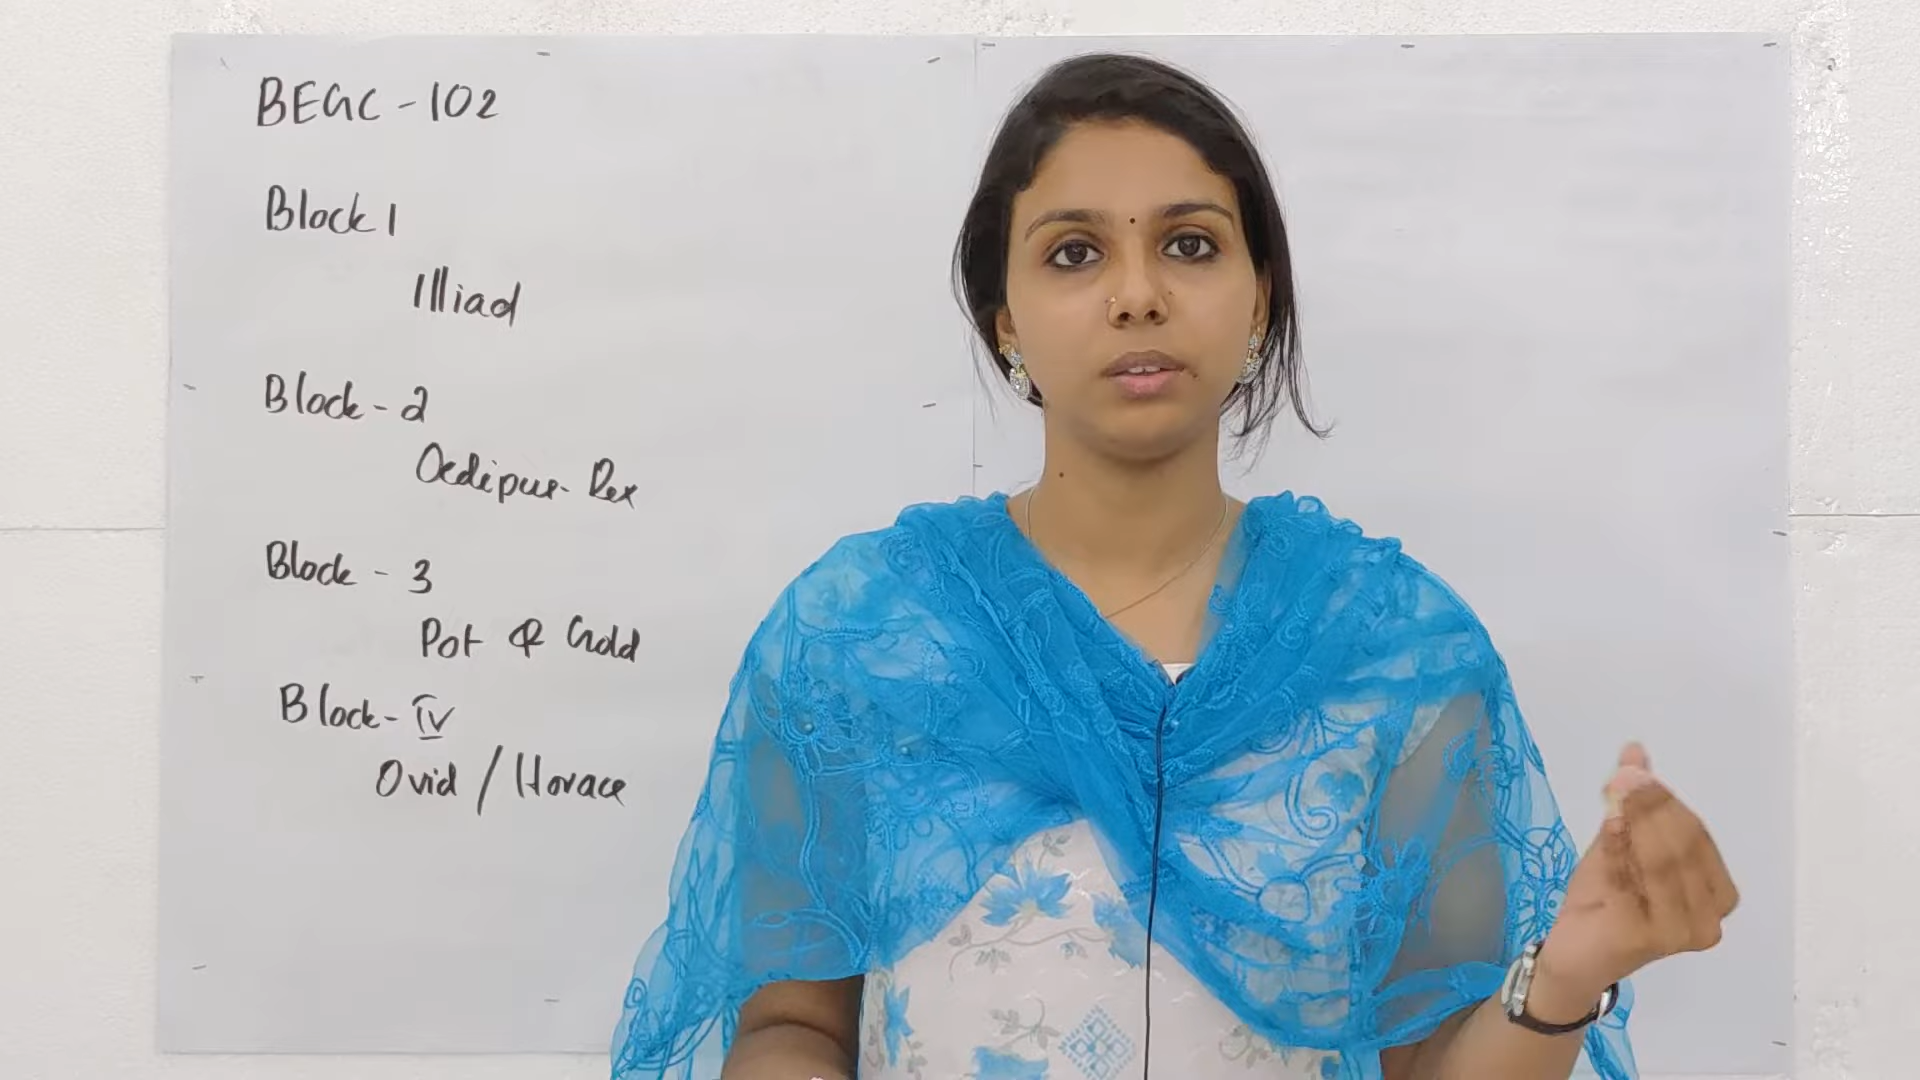 BEGC - 102
Block 1
Illiad
Block - 2
Oedipus - Rex
Block - 3
Pot & Gold
Block - IV
Ovid / Horace